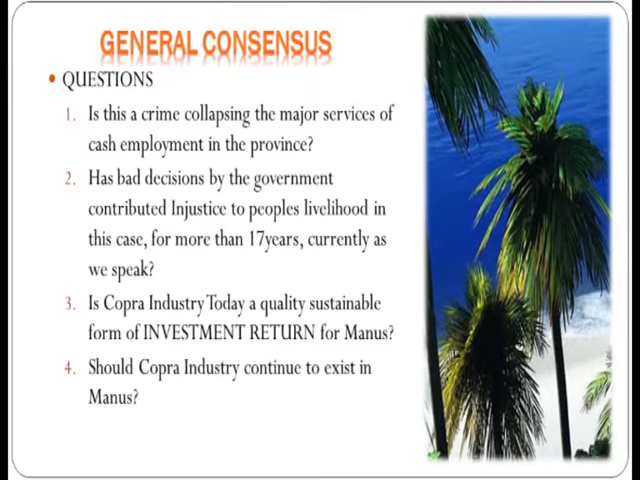 GENERAL CONSENSUS
• QUESTIONS
1. Is this a crime collapsing the major services of
cash employment in the province?
2. Has bad decisions by the government
contributed Injustice to peoples livelihood in
this case, for more than 17years, currently as
we speak?
3. Is Copra Industry Today a quality sustainable
form of INVESTMENT RETURN for Manus?
4. Should Copra Industry continue to exist in
Manus?